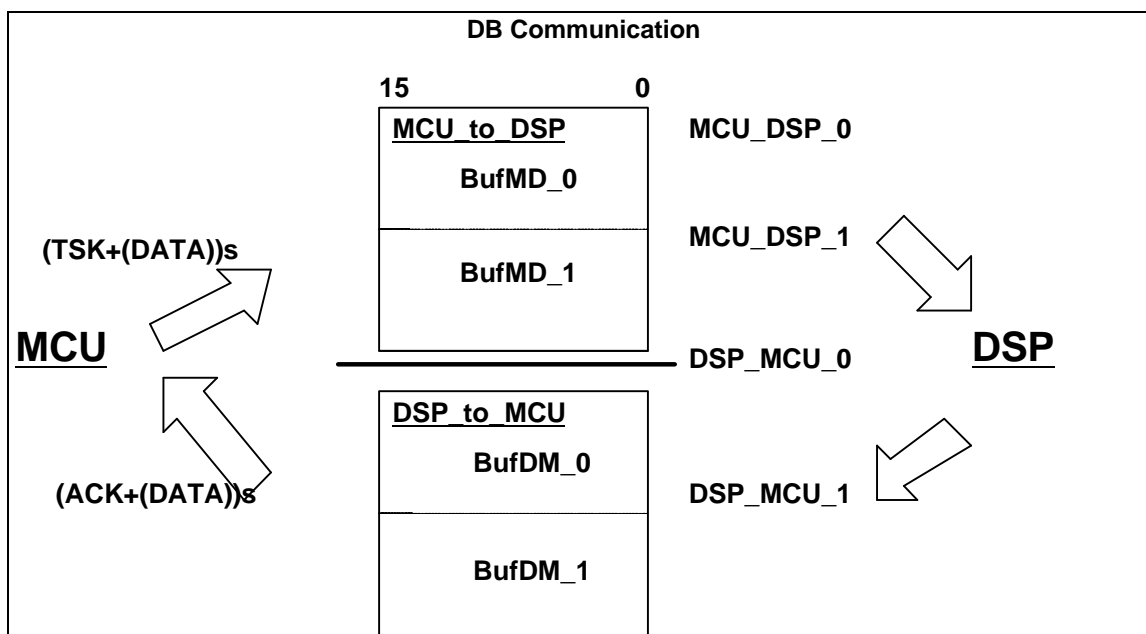 DB Communication
15 0
MCU_to_DSP
MCU_DSP_0
BufMD_0
MCU_DSP_1
(TSK+(DATA))s
BufMD_1
MCU
DSP
DSP_MCU_0
DSP_to_MCU
BufDM_0
(ACK+(DATA))s
DSP_MCU_1
BufDM_1